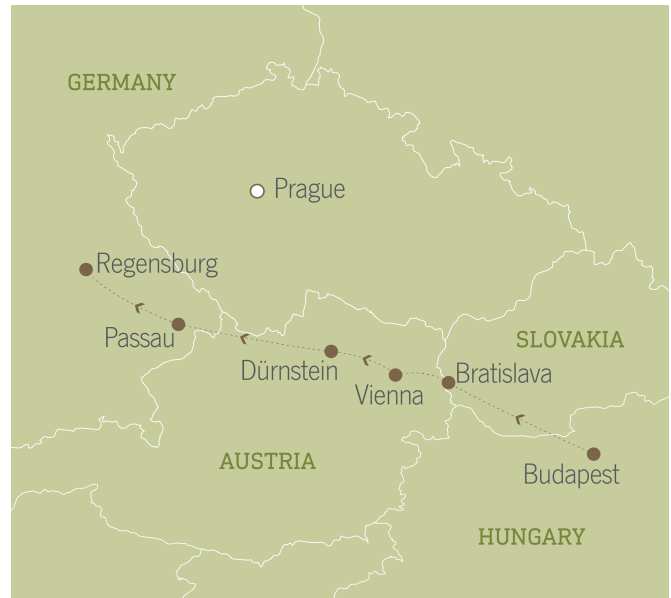 GERMANY
Prague
Regensburg
Passau
SLOVAKIA
Dürnstein
Bratislava
Vienna
AUSTRIA
Budapest
HUNGARY